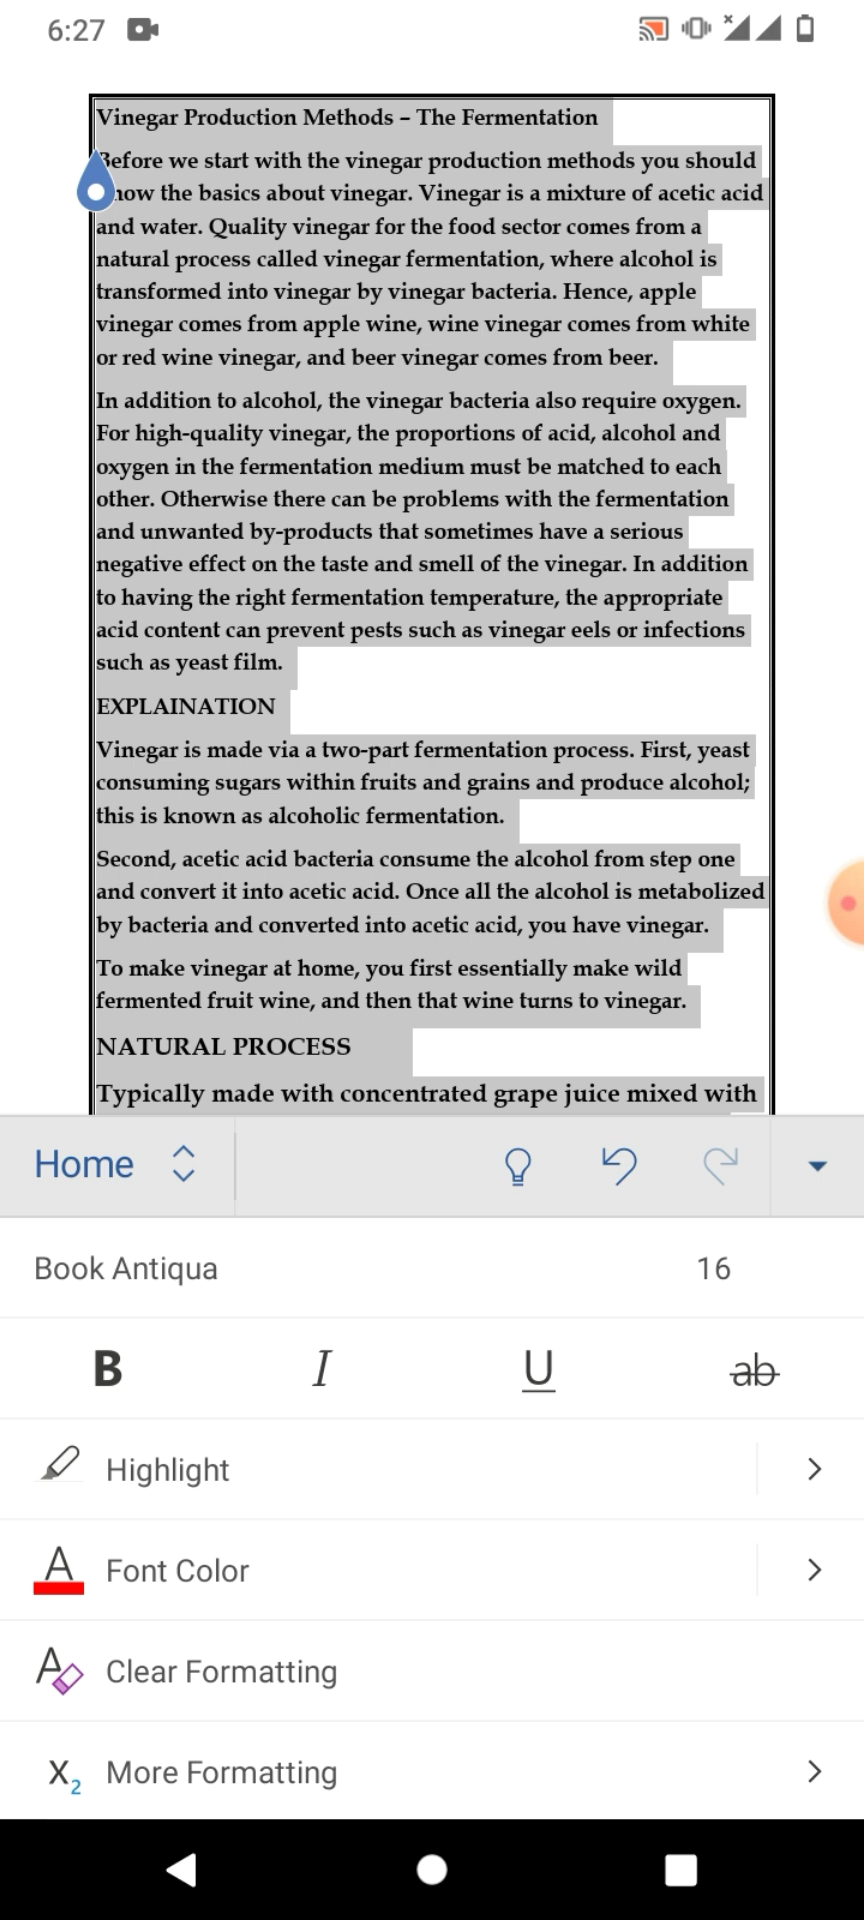 6:27
Vinegar Production Methods – The Fermentation
Before we start with the vinegar production methods you should
know the basics about vinegar. Vinegar is a mixture of acetic acid
and water. Quality vinegar for the food sector comes from a
natural process called vinegar fermentation, where alcohol is
transformed into vinegar by vinegar bacteria. Hence, apple
vinegar comes from apple wine, wine vinegar comes from white
or red wine vinegar, and beer vinegar comes from beer.
In addition to alcohol, the vinegar bacteria also require oxygen.
For high-quality vinegar, the proportions of acid, alcohol and
oxygen in the fermentation medium must be matched to each
other. Otherwise there can be problems with the fermentation
and unwanted by-products that sometimes have a serious
negative effect on the taste and smell of the vinegar. In addition
to having the right fermentation temperature, the appropriate
acid content can prevent pests such as vinegar eels or infections
such as yeast film.
EXPLAINATION
Vinegar is made via a two-part fermentation process. First, yeast
consuming sugars within fruits and grains and produce alcohol;
this is known as alcoholic fermentation.
Second, acetic acid bacteria consume the alcohol from step one
and convert it into acetic acid. Once all the alcohol is metabolized
by bacteria and converted into acetic acid, you have vinegar.
To make vinegar at home, you first essentially make wild
fermented fruit wine, and then that wine turns to vinegar.
NATURAL PROCESS
Typically made with concentrated grape juice mixed with
Home
Book Antiqua 16
B I U ab
Highlight
A Font Color
A Clear Formatting
X2 More Formatting